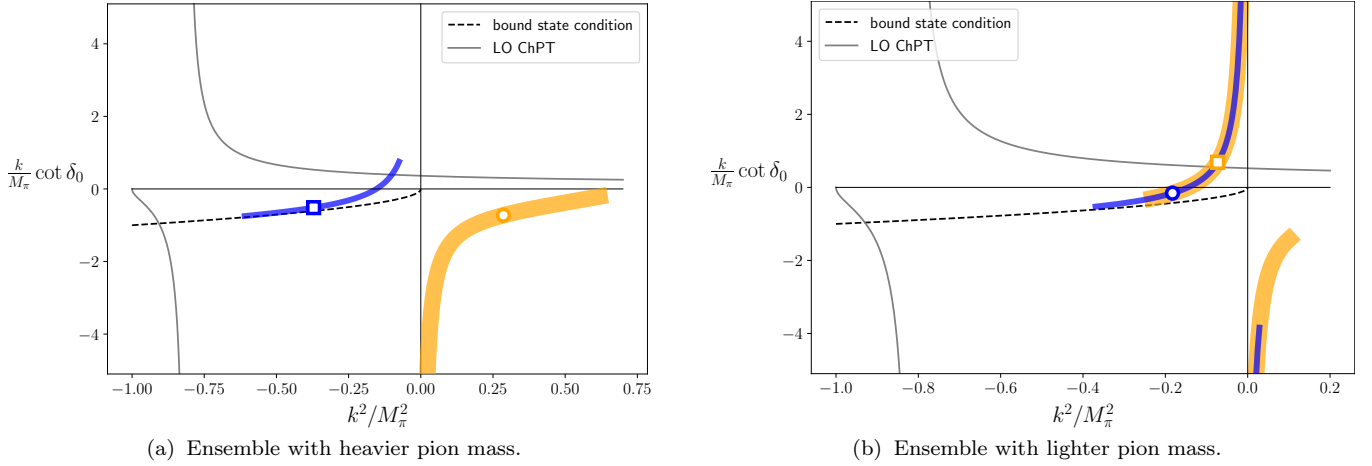 bound state condition
LO ChPT
4
2
0
−2
−4
k/Mπ cot δ0
−1.00 −0.75 −0.50 −0.25 0.00 0.25 0.50 0.75
k²/M²π
(a) Ensemble with heavier pion mass.
bound state condition
LO ChPT
4
2
0
−2
−4
k/Mπ cot δ0
−1.0 −0.8 −0.6 −0.4 −0.2 0.0 0.2
k²/M²π
(b) Ensemble with lighter pion mass.